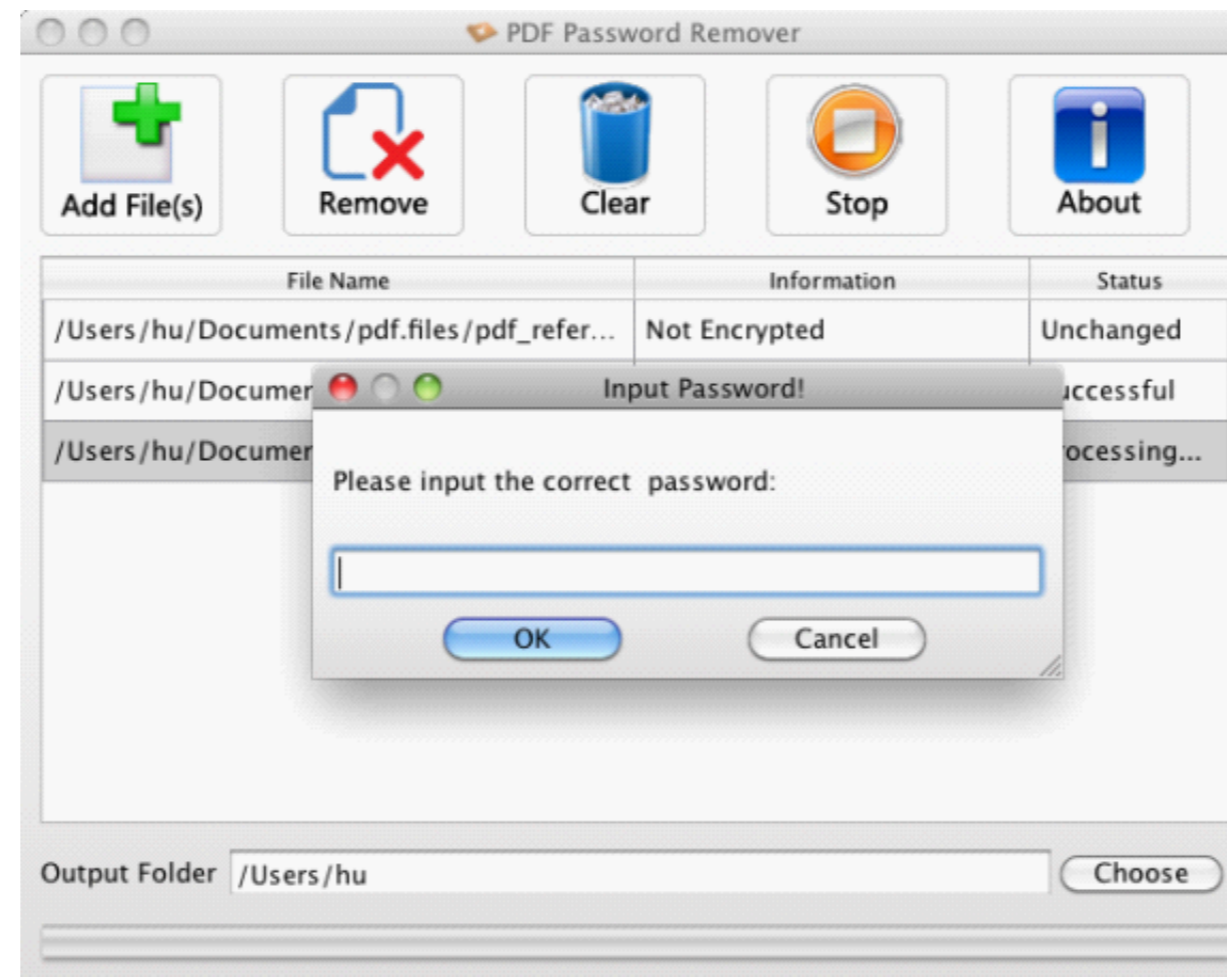 PDF Password Remover
Add File(s) Remove Clear Stop About
File Name Information Status
/Users/hu/Documents/pdf.files/pdf_refer... Not Encrypted Unchanged
/Users/hu/Documen uccessful
/Users/hu/Documen ocessing...
Input Password!
Please input the correct password:
OK Cancel
Output Folder /Users/hu Choose